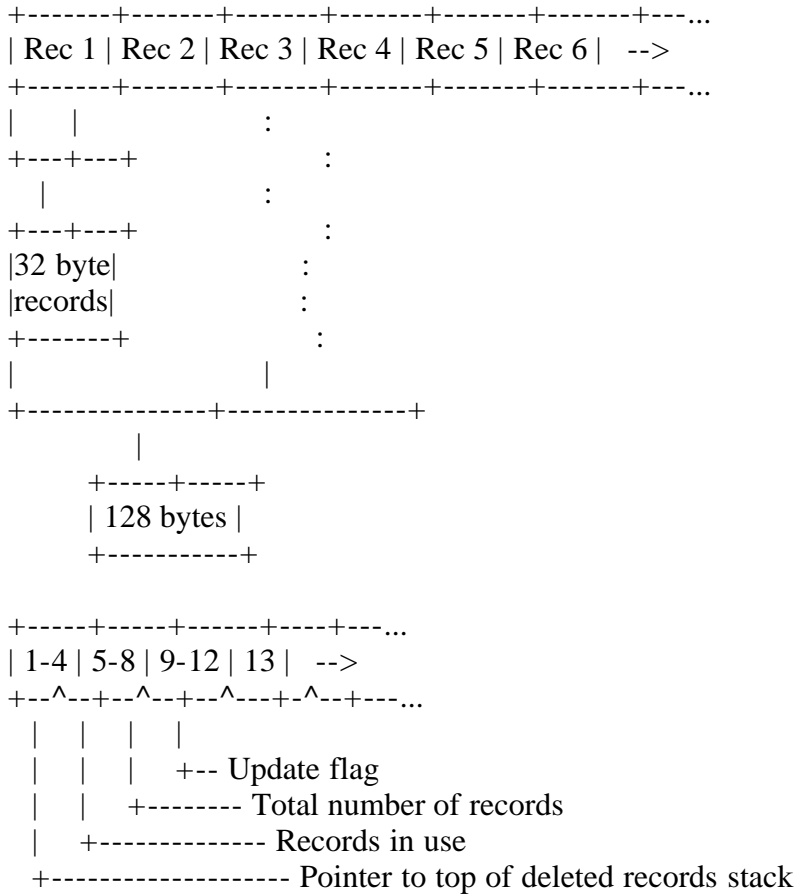 +-------+-------+-------+-------+-------+-------+---...
| Rec 1 | Rec 2 | Rec 3 | Rec 4 | Rec 5 | Rec 6 |   -->
+-------+-------+-------+-------+-------+-------+---...
|      |                      :
+---+---+                      :
   |                         :
+---+---+                      :
|32 byte|                      :
|records|                      :
+-------+                      :
|                             |
+---------------+---------------+
              |
         +-----+-----+
         | 128 bytes |
         +-----------+
+-----+-----+------+----+---...
| 1-4 | 5-8 | 9-12 | 13 |   -->
+--^--+--^--+--^---+-^--+---...
   |     |     |     |
   |     |     |     +-- Update flag
   |     |     +-------- Total number of records
   |     +-------------- Records in use
   +-------------------- Pointer to top of deleted records stack